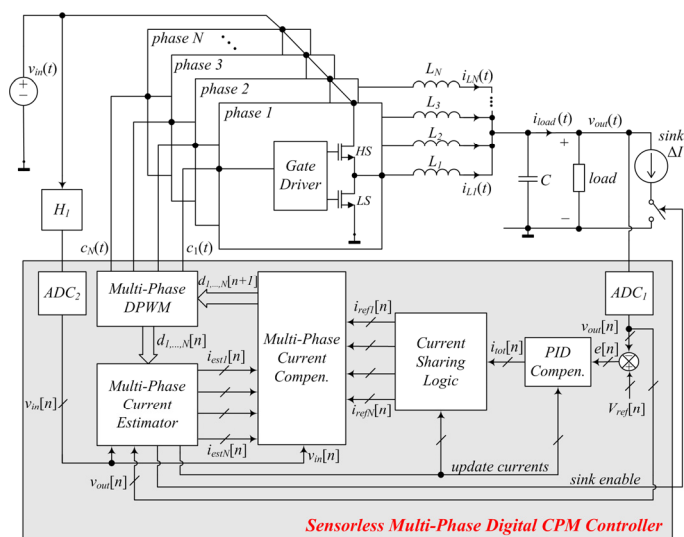 phase N
phase 3
phase 2
phase 1
v_in(t)
L_N
i_LN(t)
L_3
L_2
L_1
i_L1(t)
i_load(t)
v_out(t)
sink
ΔI
+
−
+
−
C
load
Gate
Driver
HS
LS
H_1
c_N(t)
c_1(t)
ADC_2
Multi-Phase
DPWM
d_1,...,N[n+1]
d_1,...,N[n]
Multi-Phase
Current
Estimator
i_est1[n]
i_estN[n]
Multi-Phase
Current
Compen.
i_ref1[n]
i_refN[n]
Current
Sharing
Logic
i_tot[n]
PID
Compen.
e[n]
ADC_1
v_out[n]
V_ref[n]
v_in[n]
v_in[n]
v_out[n]
update currents
sink enable
Sensorless Multi-Phase Digital CPM Controller